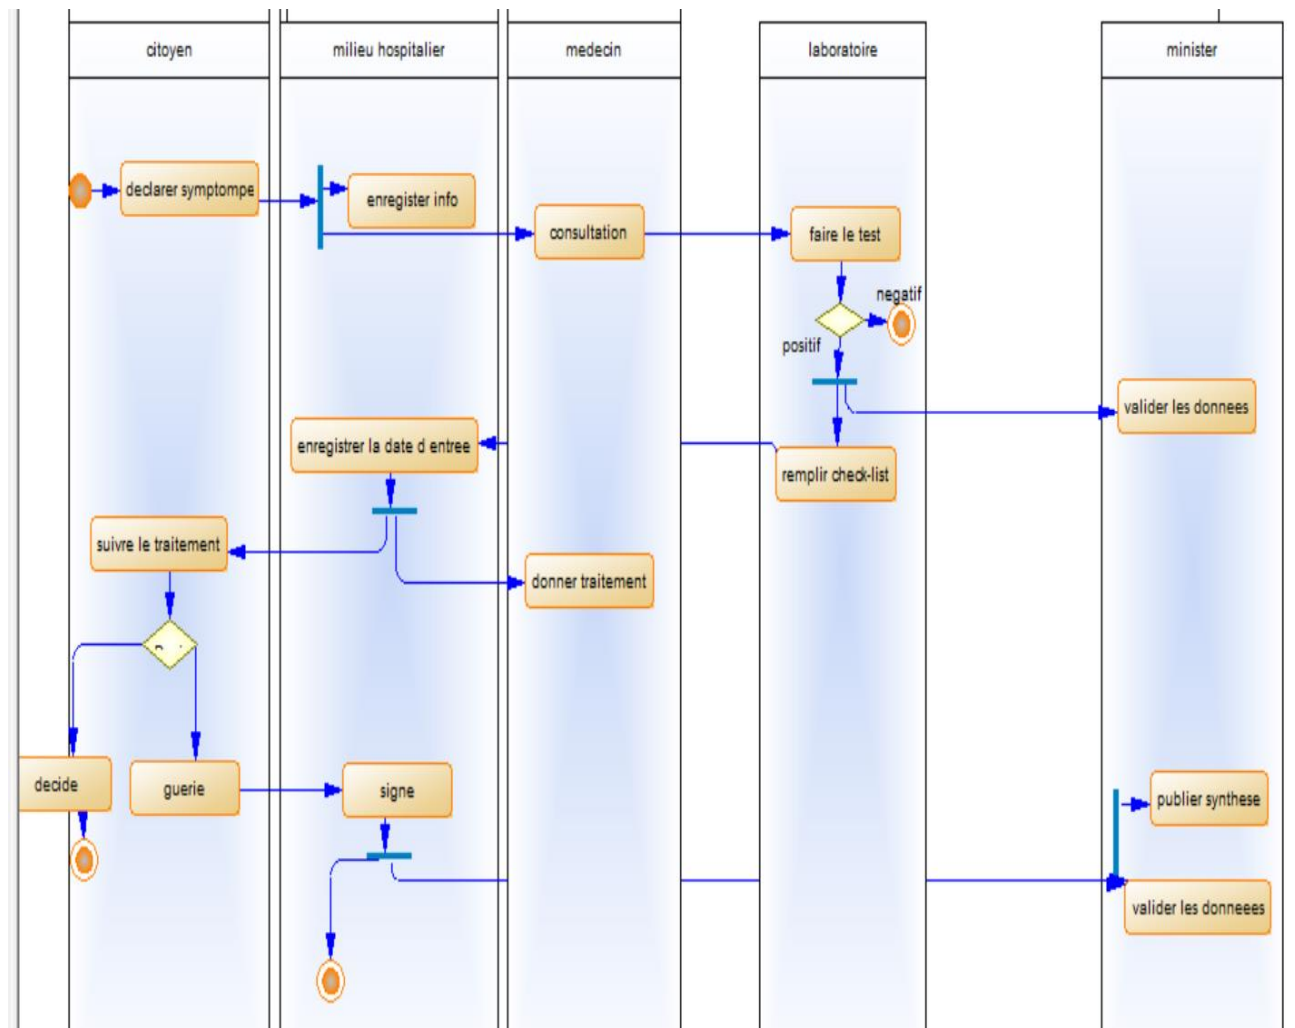 citoyen
milieu hospitalier
medecin
laboratoire
minister
declarer symptompe
enregister info
consultation
faire le test
negatif
positif
valider les donnees
enregistrer la date d entree
remplir check-list
suivre le traitement
donner traitement
decide
guerie
signe
publier synthese
valider les donneees